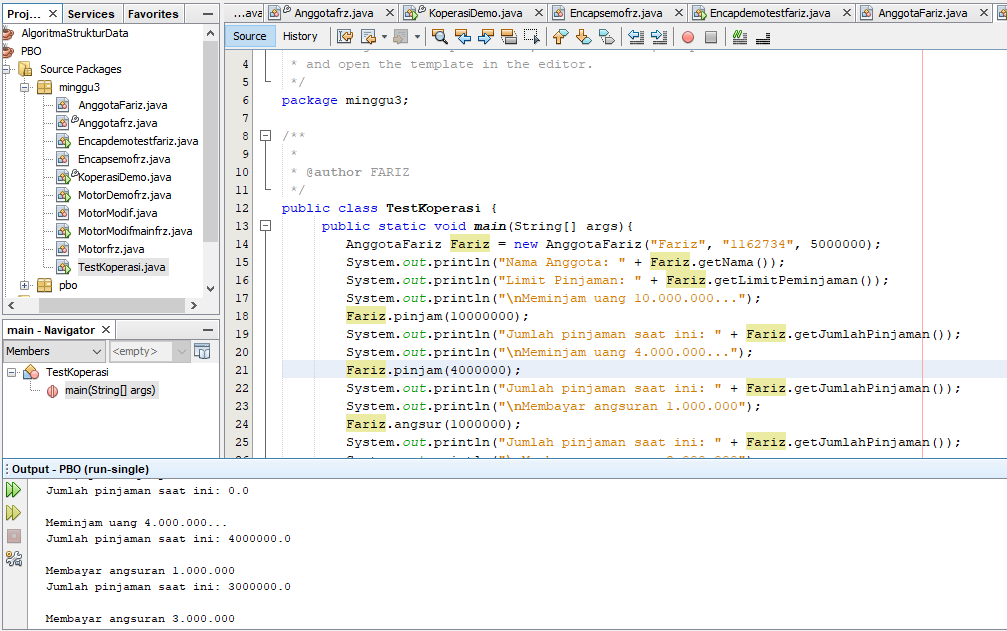 Proj... × Services Favorites
AlgoritmaStrukturData
PBO
Source Packages
minggu3
AnggotaFariz.java
Anggotafrz.java
Encapdemotestfariz.java
Encapsemofrz.java
KoperasiDemo.java
MotorDemofrz.java
MotorModif.java
MotorModifmainfrz.java
Motorfrz.java
TestKoperasi.java
pbo
main - Navigator ×
Members <empty>
TestKoperasi
main(String[] args)
...ava Anggotafrz.java × KoperasiDemo.java × Encapsemofrz.java × Encapdemotestfariz.java × AnggotaFariz.java ×
Source History
4 * and open the template in the editor.
5 */
6 package minggu3;
7
8 /**
9 *
10 * @author FARIZ
11 */
12 public class TestKoperasi {
13 public static void main(String[] args){
14 AnggotaFariz Fariz = new AnggotaFariz("Fariz", "1162734", 5000000);
15 System.out.println("Nama Anggota: " + Fariz.getNama());
16 System.out.println("Limit Pinjaman: " + Fariz.getLimitPeminjaman());
17 System.out.println("\nMeminjam uang 10.000.000...");
18 Fariz.pinjam(10000000);
19 System.out.println("Jumlah pinjaman saat ini: " + Fariz.getJumlahPinjaman());
20 System.out.println("\nMeminjam uang 4.000.000...");
21 Fariz.pinjam(4000000);
22 System.out.println("Jumlah pinjaman saat ini: " + Fariz.getJumlahPinjaman());
23 System.out.println("\nMembayar angsuran 1.000.000");
24 Fariz.angsur(1000000);
25 System.out.println("Jumlah pinjaman saat ini: " + Fariz.getJumlahPinjaman());
Output - PBO (run-single)
Jumlah pinjaman saat ini: 0.0
Meminjam uang 4.000.000...
Jumlah pinjaman saat ini: 4000000.0
Membayar angsuran 1.000.000
Jumlah pinjaman saat ini: 3000000.0
Membayar angsuran 3.000.000